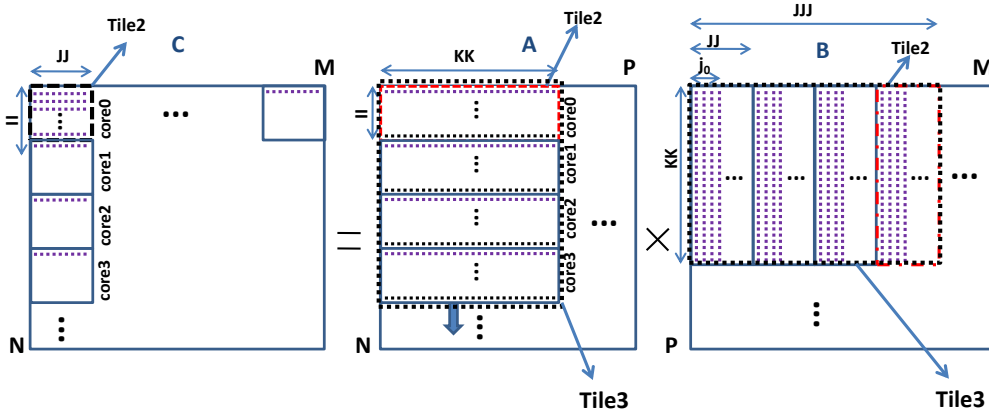 Tile2
JJ
C
M
II
core0
...
core1
core2
core3
...
N
=
Tile2
A
KK
P
II
...
core0
...
core1
...
core2
...
...
core3
...
N
Tile3
×
JJJ
JJ
B
j0
Tile2
M
KK
... ... ... ... ...
...
P
Tile3